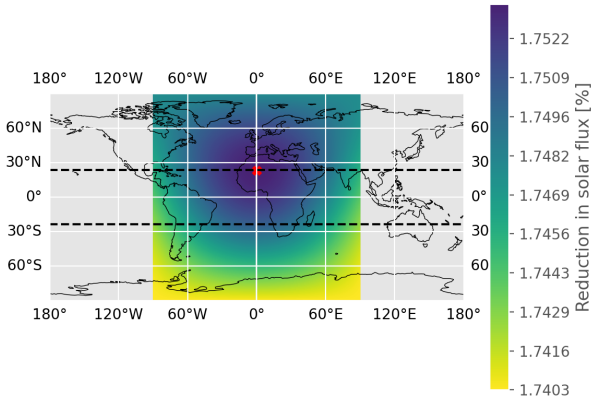 180° 120°W 60°W 0° 60°E 120°E 180°
60°N 60
30°N 30
0° 0°
30°S 30
60°S 60
180° 120°W 60°W 0° 60°E 120°E 180°
1.7522
1.7509
1.7496
1.7482
1.7469
1.7456
1.7443
1.7429
1.7416
1.7403
Reduction in solar flux [%]